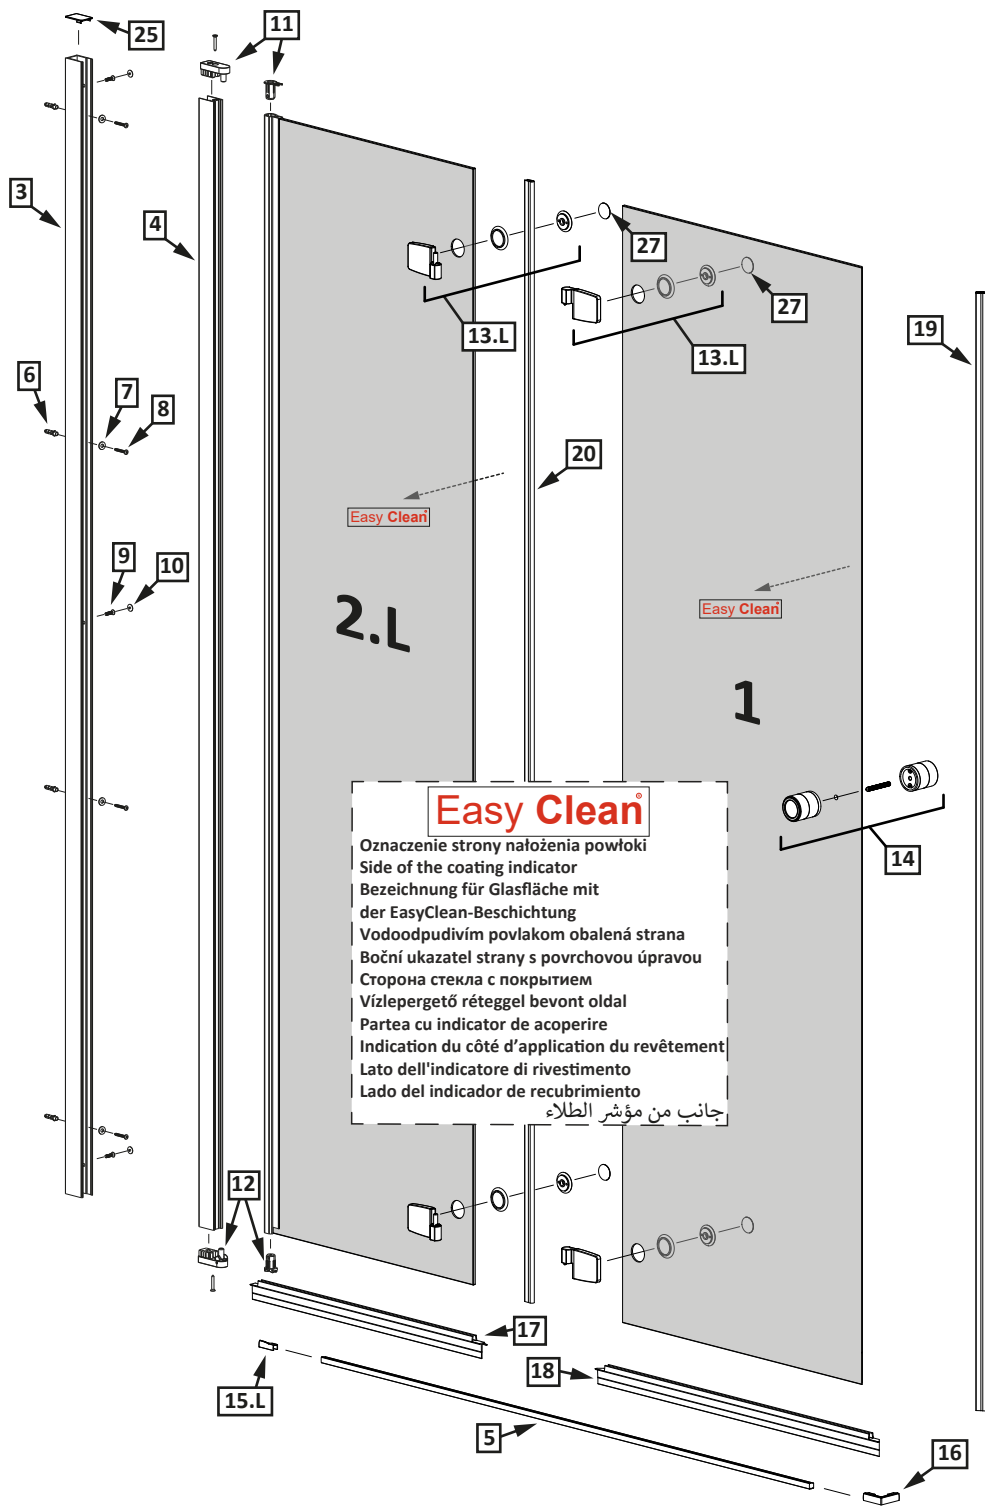 25
11
3
4
27
27
13.L
13.L
19
6
7
8
20
Easy Clean®
9
10
Easy Clean®
2.L
1
Easy Clean®
Oznaczenie strony nałożenia powłoki
Side of the coating indicator
Bezeichnung für Glasfläche mit
der EasyClean-Beschichtung
Vodoodpudivím povlakom obalená strana
Boční ukazatel strany s povrchovou úpravou
Сторона стекла с покрытием
Vízlepergető réteggel bevont oldal
Partea cu indicator de acoperire
Indication du côté d’application du revêtement
Lato dell'indicatore di rivestimento
Lado del indicador de recubrimiento
جانب من مؤشر الطلاء
14
12
17
18
15.L
5
16